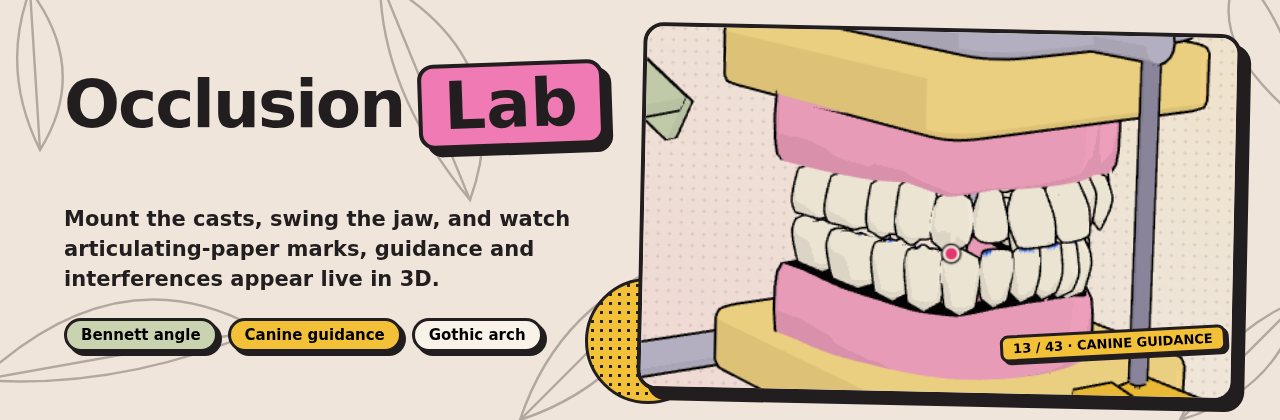 Occlusion Lab
Mount the casts, swing the jaw, and watch
articulating-paper marks, guidance and
interferences appear live in 3D.
Bennett angle
Canine guidance
Gothic arch
13 / 43 · CANINE GUIDANCE